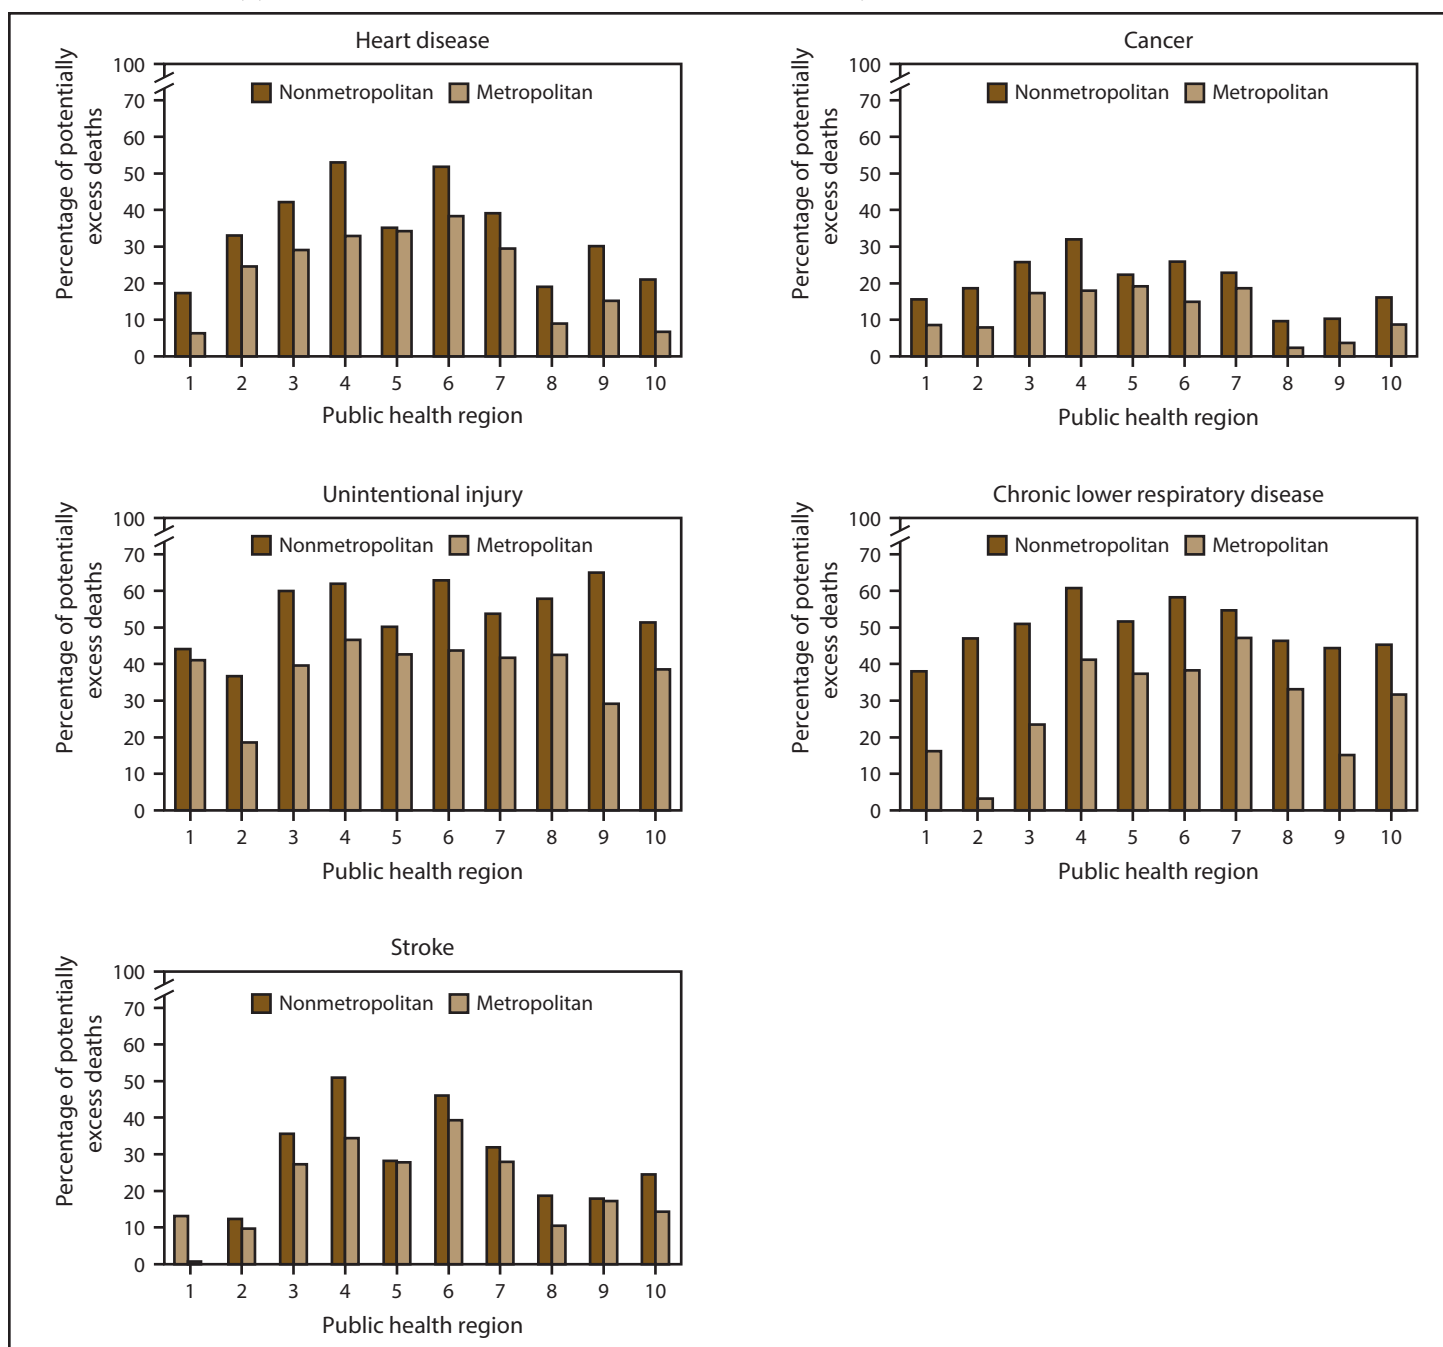 Heart disease
Percentage of potentially
excess deaths
100
70
60
50
40
30
20
10
0
Nonmetropolitan Metropolitan
1 2 3 4 5 6 7 8 9 10
Public health region
Cancer
Percentage of potentially
excess deaths
100
70
60
50
40
30
20
10
0
Nonmetropolitan Metropolitan
1 2 3 4 5 6 7 8 9 10
Public health region
Unintentional injury
Percentage of potentially
excess deaths
100
70
60
50
40
30
20
10
0
Nonmetropolitan Metropolitan
1 2 3 4 5 6 7 8 9 10
Public health region
Chronic lower respiratory disease
Percentage of potentially
excess deaths
100
70
60
50
40
30
20
10
0
Nonmetropolitan Metropolitan
1 2 3 4 5 6 7 8 9 10
Public health region
Stroke
Percentage of potentially
excess deaths
100
70
60
50
40
30
20
10
0
Nonmetropolitan Metropolitan
1 2 3 4 5 6 7 8 9 10
Public health region